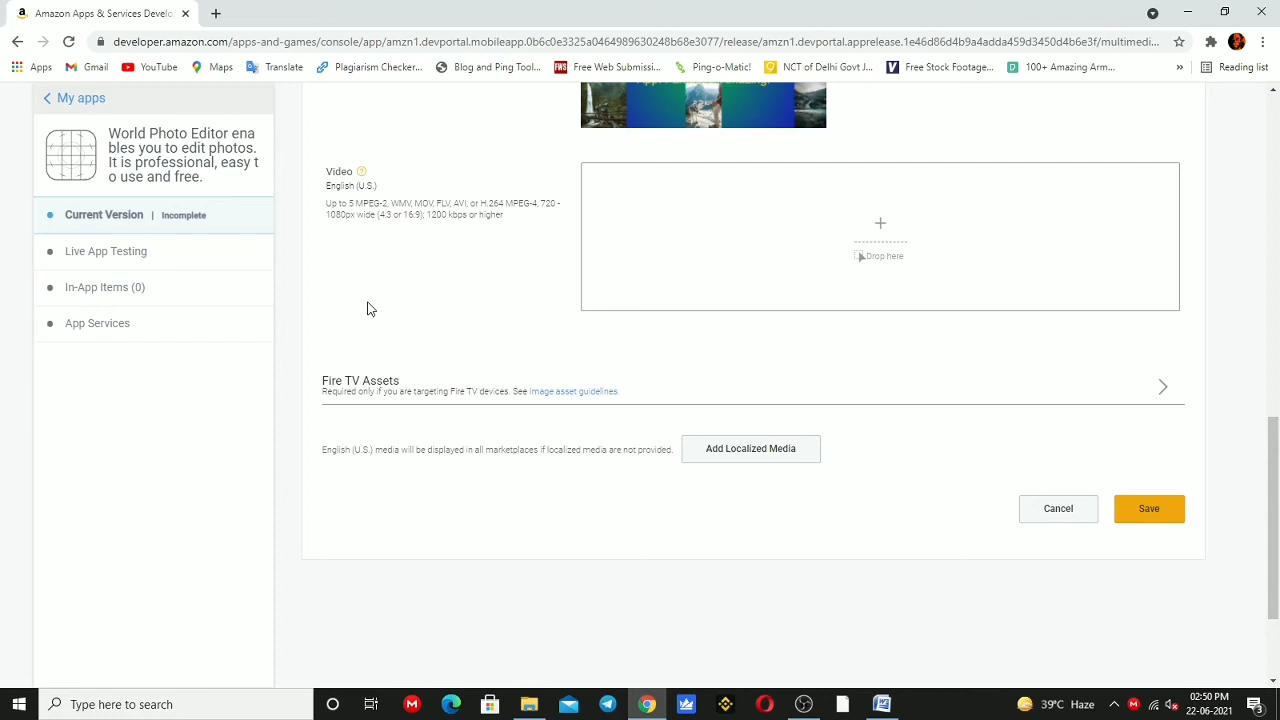 Amazon Apps & Services Develo
developer.amazon.com/apps-and-games/console/app/amzn1.devportal.mobileapp.0b6c0e3325a0464989630248b68e3077/release/amzn1.devportal.apprelease.1e46d86d4b9a4adda459d3450d4b6e3f/multimedi...
Apps
Gmail
YouTube
Maps
Translate
Plagiarism Checker...
Blog and Ping Tool...
Free Web Submissi...
Ping-o-Matic!
NCT of Delhi Govt J...
Free Stock Footage...
100+ Amazing Arm...
»
Reading list
My apps
World Photo Editor ena
bles you to edit photos.
It is professional, easy t
o use and free.
Current Version | Incomplete
Live App Testing
In-App Items (0)
App Services
Video
English (U.S.)
Up to 5 MPEG-2, WMV, MOV, FLV, AVI, or H.264 MPEG-4, 720 -
1080px wide (4:3 or 16:9); 1200 kbps or higher
Drop here
Fire TV Assets
Required only if you are targeting Fire TV devices. See Image asset guidelines.
English (U.S.) media will be displayed in all marketplaces if localized media are not provided.
Add Localized Media
Cancel
Save
Type here to search
39°C Haze
02:50 PM
22-06-2021